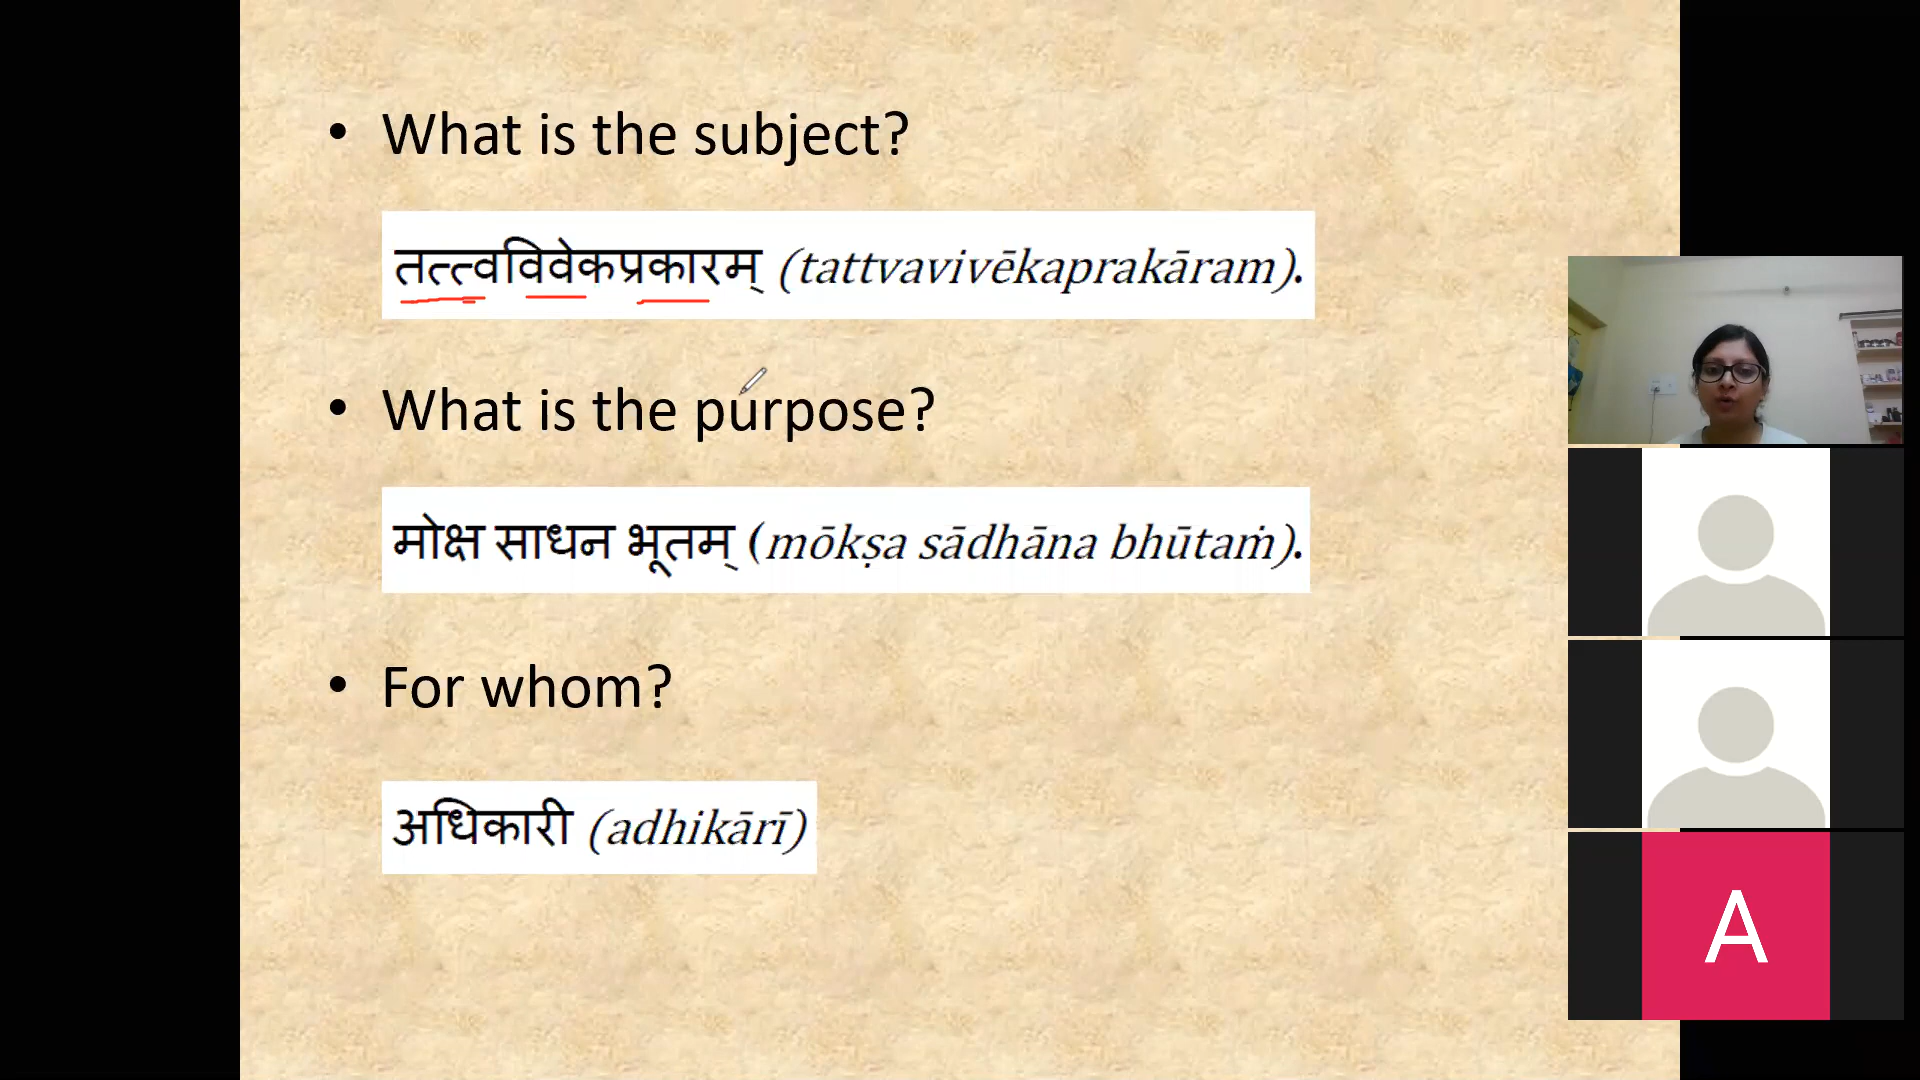 • What is the subject?
तत्त्वविवेकप्रकारम् (tattvavivēkaprakāram).
• What is the purpose?
मोक्ष साधन भूतम् (mōkṣa sādhāna bhūtaṁ).
• For whom?
अधिकारी (adhikārī)
A